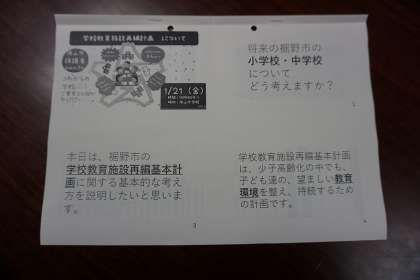 学校教育施設再編計画 について
1/21（金）
将来の裾野市の
小学校・中学校
について
どう考えますか？
本日は、裾野市の
学校教育施設再編基本計
画に関する基本的な考え
方を説明したいと思いま
す。
3
学校教育施設再編基本計画
は、少子高齢化の中でも、
子ども達の、望ましい教育
環境を整え、持続するため
の計画です。
4